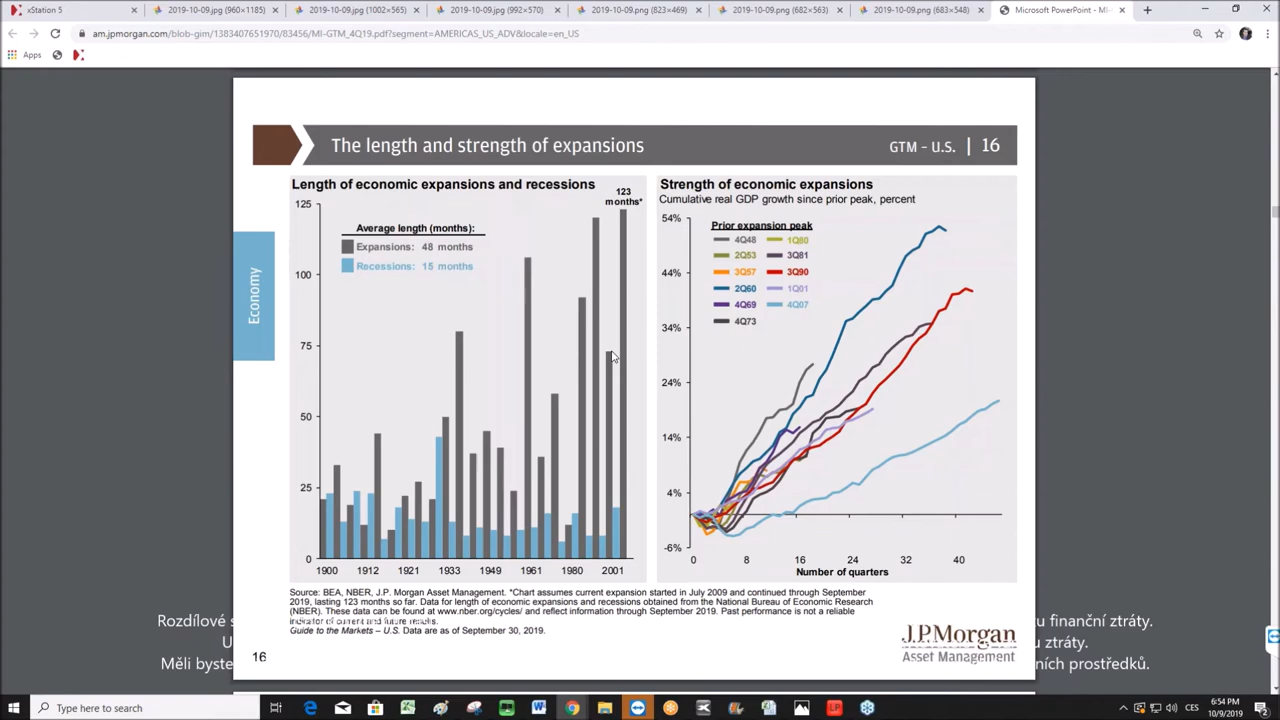 xStation 5
2019-10-09.jpg (960×1185)
2019-10-09.jpg (1002×565)
2019-10-09.jpg (992×570)
2019-10-09.png (823×469)
2019-10-09.png (682×563)
2019-10-09.png (683×548)
Microsoft PowerPoint - MI-
am.jpmorgan.com/blob-gim/1383407651970/83456/MI-GTM_4Q19.pdf?segment=AMERICAS_US_ADV&locale=en_US
Apps
The length and strength of expansions
GTM – U.S. | 16
Economy
Length of economic expansions and recessions
123
months*
125
100
75
50
25
0
Average length (months):
Expansions: 48 months
Recessions: 15 months
1900 1912 1921 1933 1949 1961 1980 2001
Strength of economic expansions
Cumulative real GDP growth since prior peak, percent
54%
44%
34%
24%
14%
4%
-6%
Prior expansion peak
4Q48 1Q80
2Q53 3Q81
3Q57 3Q90
2Q60 1Q01
4Q69 4Q07
4Q73
0 8 16 24 32 40
Number of quarters
Source: BEA, NBER, J.P. Morgan Asset Management. *Chart assumes current expansion started in July 2009 and continued through September
2019, lasting 123 months so far. Data for length of economic expansions and recessions obtained from the National Bureau of Economic Research
(NBER). These data can be found at www.nber.org/cycles/ and reflect information through September 2019. Past performance is not a reliable
indicator of current and future results.
Guide to the Markets – U.S. Data are as of September 30, 2019.
J.P.Morgan
Asset Management
16
Rozdílové s
u finanční ztráty.
U
u ztráty.
Měli byste
ních prostředků.
Type here to search
CES
6:54 PM
10/9/2019